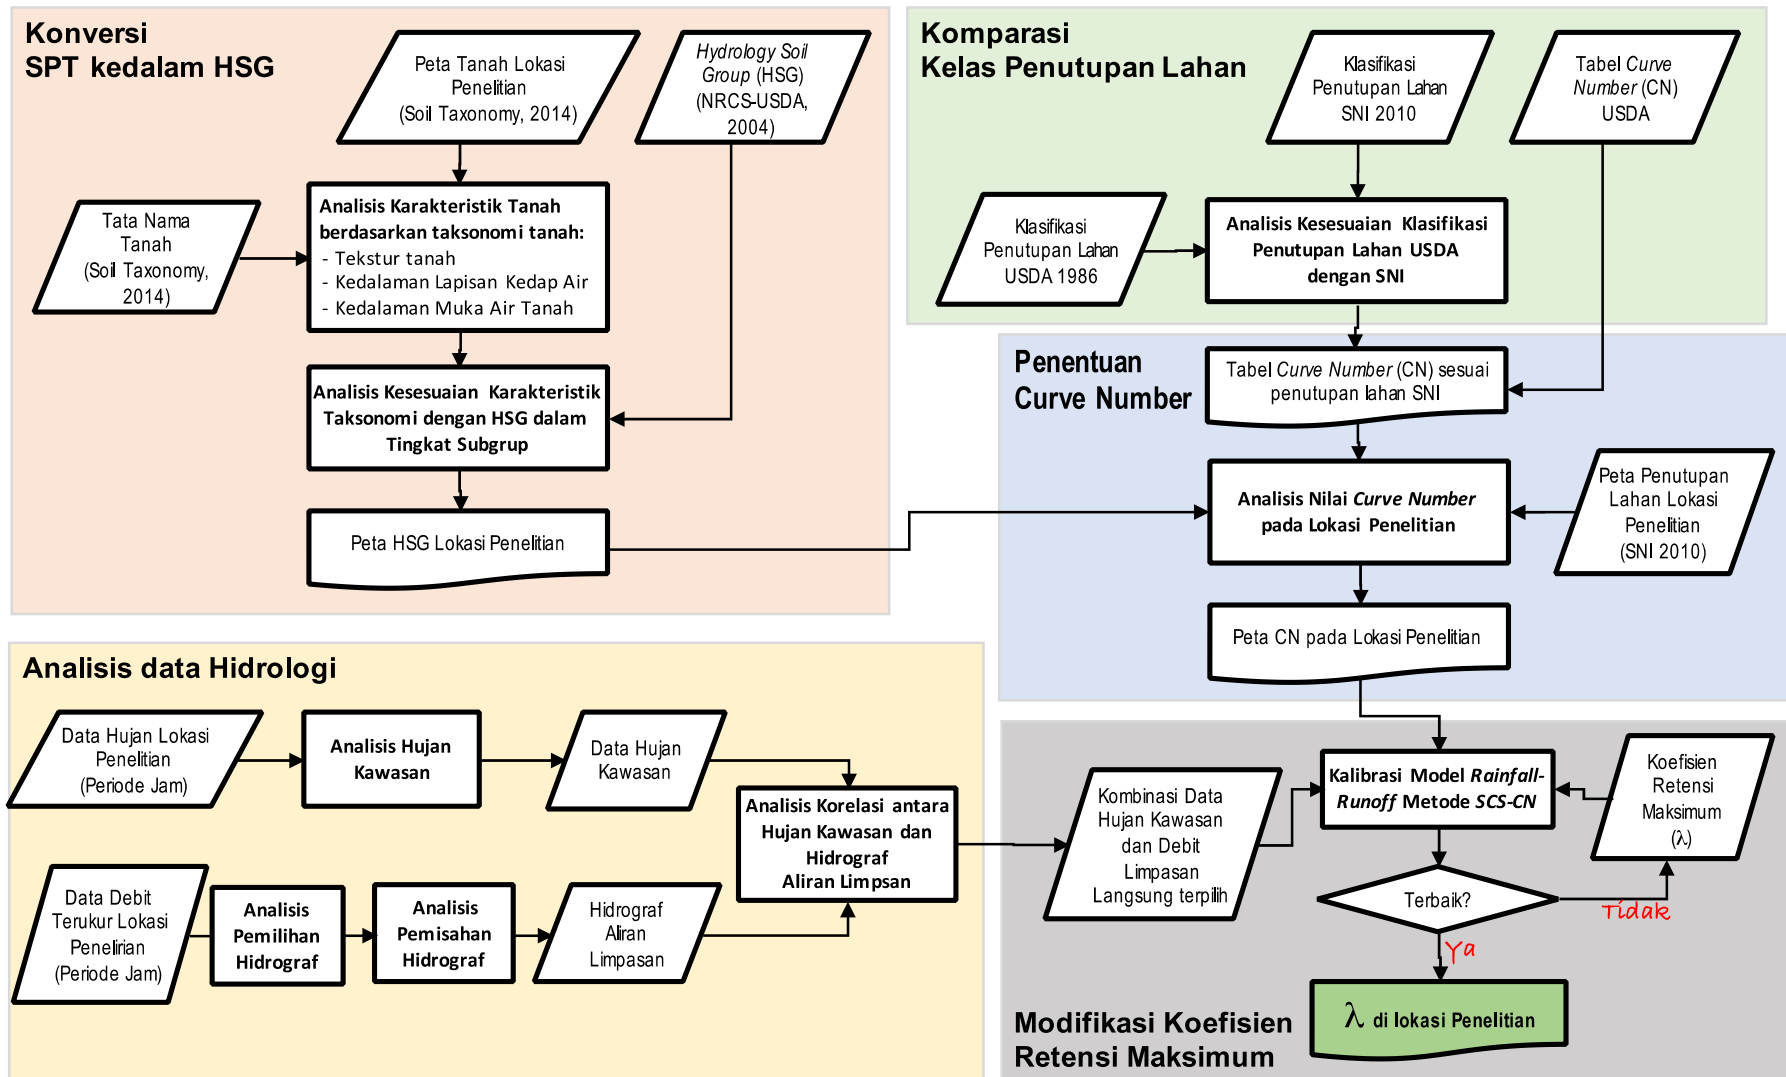 Konversi
SPT kedalam HSG
Peta Tanah Lokasi
Penelitian
(Soil Taxonomy, 2014)
Hydrology Soil
Group (HSG)
(NRCS-USDA,
2004)
Tata Nama
Tanah
(Soil Taxonomy,
2014)
Analisis Karakteristik Tanah
berdasarkan taksonomi tanah:
- Tekstur tanah
- Kedalaman Lapisan Kedap Air
- Kedalaman Muka Air Tanah
Analisis Kesesuaian Karakteristik
Taksonomi dengan HSG dalam
Tingkat Subgrup
Peta HSG Lokasi Penelitian
Komparasi
Kelas Penutupan Lahan
Klasifikasi
Penutupan Lahan
SNI 2010
Tabel Curve
Number (CN)
USDA
Klasifikasi
Penutupan Lahan
USDA 1986
Analisis Kesesuaian Klasifikasi
Penutupan Lahan USDA
dengan SNI
Penentuan
Curve Number
Tabel Curve Number (CN) sesuai
penutupan lahan SNI
Analisis Nilai Curve Number
pada Lokasi Penelitian
Peta Penutupan
Lahan Lokasi
Penelitian
(SNI 2010)
Peta CN pada Lokasi Penelitian
Analisis data Hidrologi
Data Hujan Lokasi
Penelitian
(Periode Jam)
Analisis Hujan
Kawasan
Data Hujan
Kawasan
Data Debit
Terukur Lokasi
Penelirian
(Periode Jam)
Analisis
Pemilihan
Hidrograf
Analisis
Pemisahan
Hidrograf
Hidrograf
Aliran
Limpasan
Analisis Korelasi antara
Hujan Kawasan dan
Hidrograf
Aliran Limpsan
Kombinasi Data
Hujan Kawasan
dan Debit
Limpasan
Langsung terpilih
Kalibrasi Model Rainfall-
Runoff Metode SCS-CN
Koefisien
Retensi
Maksimum
(λ)
Terbaik?
Tidak
Ya
λ di lokasi Penelitian
Modifikasi Koefisien
Retensi Maksimum